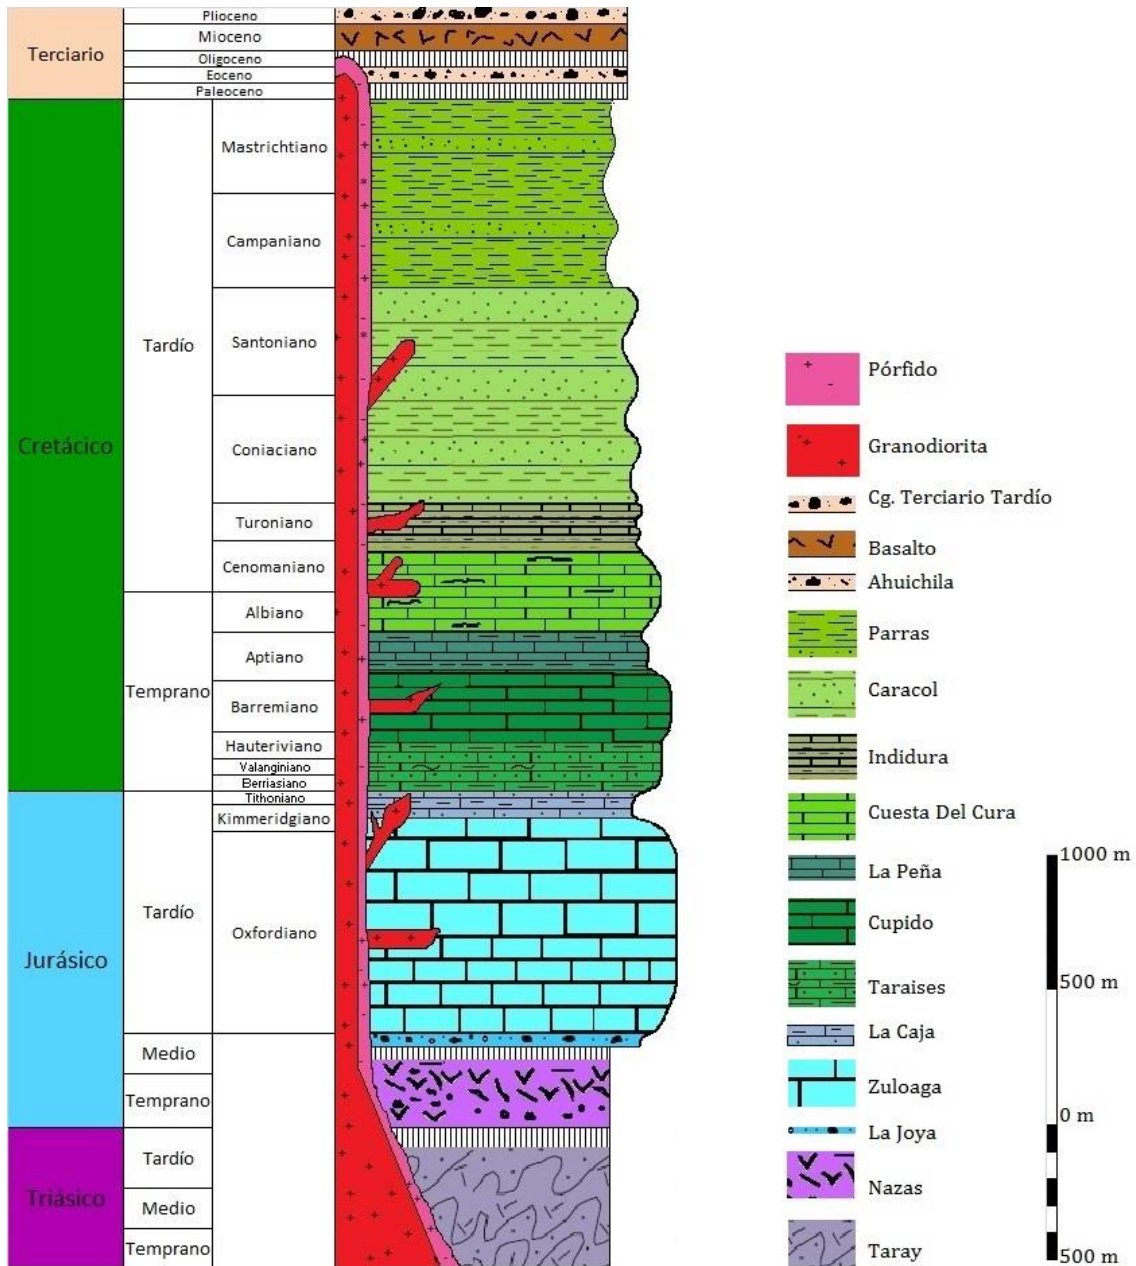 Terciario
Plioceno
Mioceno
Oligoceno
Eoceno
Paleoceno
Cretácico
Tardío
Mastrichtiano
Campaniano
Santoniano
Coniaciano
Turoniano
Cenomaniano
Temprano
Albiano
Aptiano
Barremiano
Hauteriviano
Valanginiano
Berriasiano
Jurásico
Tardío
Tithoniano
Kimmeridgiano
Oxfordiano
Medio
Temprano
Triásico
Tardío
Medio
Temprano
Pórfido
Granodiorita
Cg. Terciario Tardío
Basalto
Ahuichila
Parras
Caracol
Indidura
Cuesta Del Cura
La Peña
Cupido
Taraises
La Caja
Zuloaga
La Joya
Nazas
Taray
1000 m
500 m
0 m
500 m